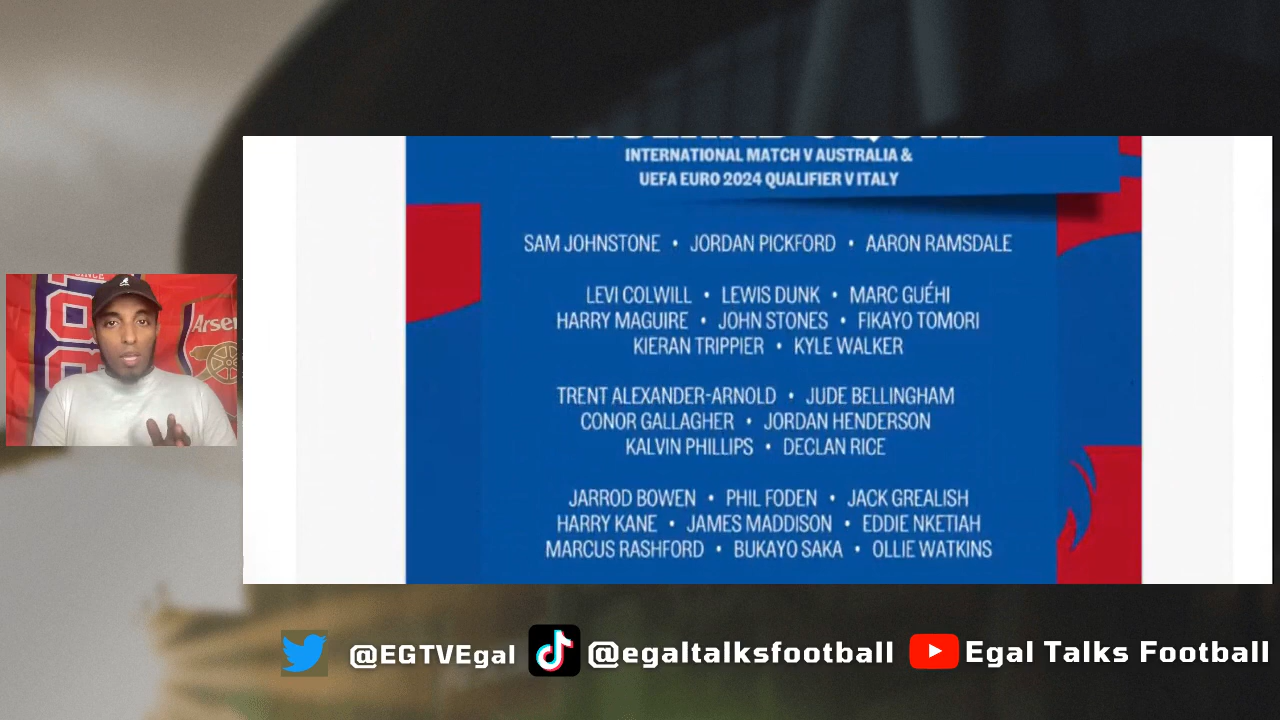 INTERNATIONAL MATCH V AUSTRALIA &
UEFA EURO 2024 QUALIFIER V ITALY
SAM JOHNSTONE • JORDAN PICKFORD • AARON RAMSDALE
LEVI COLWILL • LEWIS DUNK • MARC GUÉHI
HARRY MAGUIRE • JOHN STONES • FIKAYO TOMORI
KIERAN TRIPPIER • KYLE WALKER
TRENT ALEXANDER-ARNOLD • JUDE BELLINGHAM
CONOR GALLAGHER • JORDAN HENDERSON
KALVIN PHILLIPS • DECLAN RICE
JARROD BOWEN • PHIL FODEN • JACK GREALISH
HARRY KANE • JAMES MADDISON • EDDIE NKETIAH
MARCUS RASHFORD • BUKAYO SAKA • OLLIE WATKINS
SINCE
Arsen
@EGTVEgal @egaltalksfootball Egal Talks Football